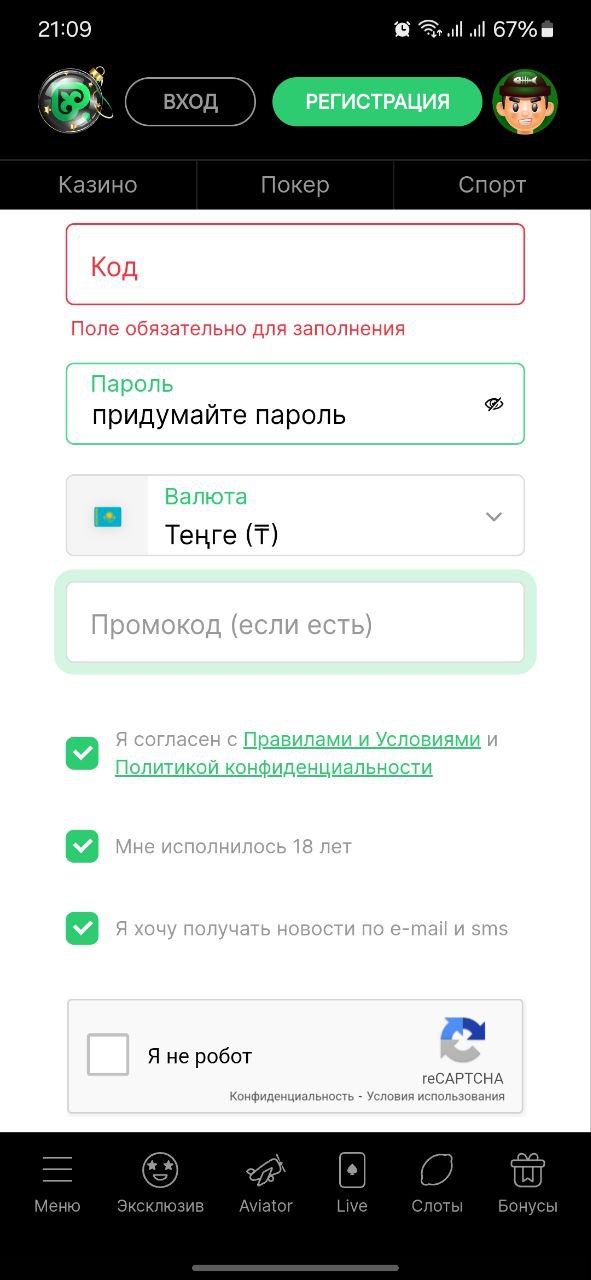 21:09
67%
ВХОД
РЕГИСТРАЦИЯ
Казино
Покер
Спорт
Код
Поле обязательно для заполнения
Пароль
придумайте пароль
Валюта
Теңге (₸)
Промокод (если есть)
Я согласен с Правилами и Условиями и
Политикой конфиденциальности
Мне исполнилось 18 лет
Я хочу получать новости по e-mail и sms
Я не робот
reCAPTCHA
Конфиденциальность - Условия использования
Меню
Эксклюзив
Aviator
Live
Слоты
Бонусы